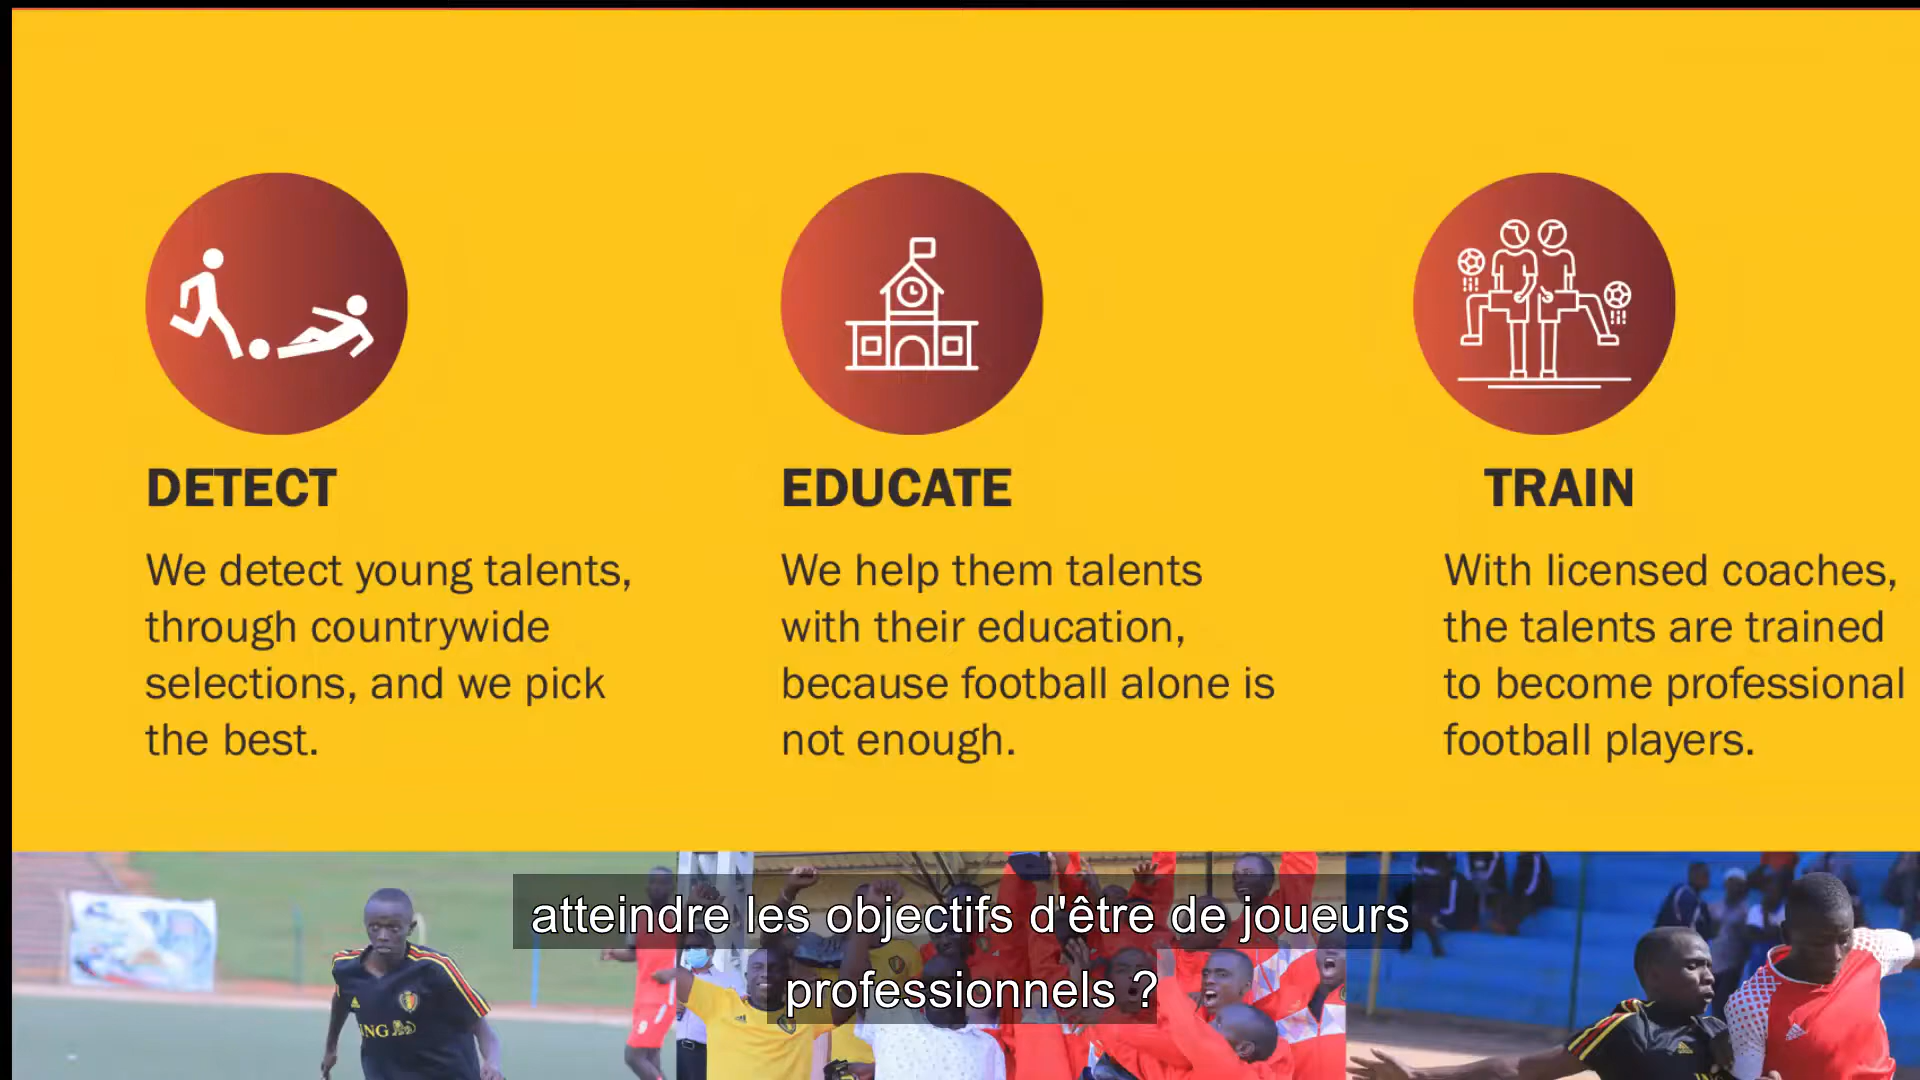 DETECT
We detect young talents,
through countrywide
selections, and we pick
the best.
EDUCATE
We help them talents
with their education,
because football alone is
not enough.
TRAIN
With licensed coaches,
the talents are trained
to become professional
football players.
atteindre les objectifs d'être de joueurs
professionnels ?
ING
9